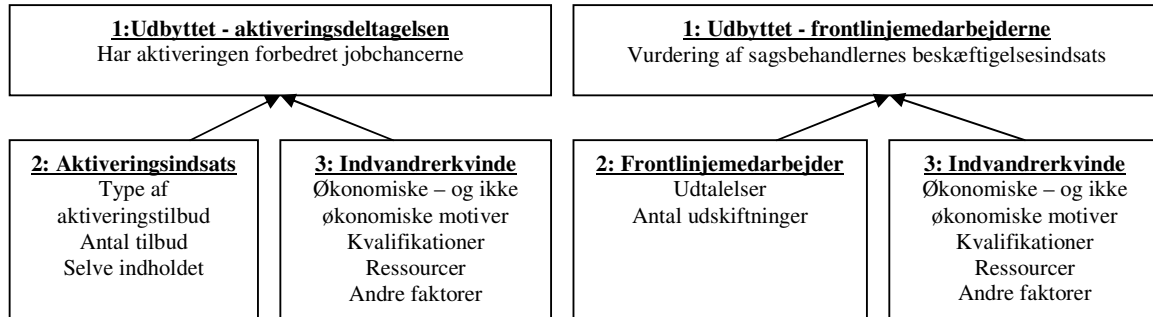 1:Udbyttet - aktiveringsdeltagelsen
Har aktiveringen forbedret jobchancerne
1: Udbyttet - frontlinjemedarbejderne
Vurdering af sagsbehandlernes beskæftigelsesindsats
2: Aktiveringsindsats
Type af
aktiveringstilbud
Antal tilbud
Selve indholdet
3: Indvandrerkvinde
Økonomiske – og ikke
økonomiske motiver
Kvalifikationer
Ressourcer
Andre faktorer
2: Frontlinjemedarbejder
Udtalelser
Antal udskiftninger
3: Indvandrerkvinde
Økonomiske – og ikke
økonomiske motiver
Kvalifikationer
Ressourcer
Andre faktorer